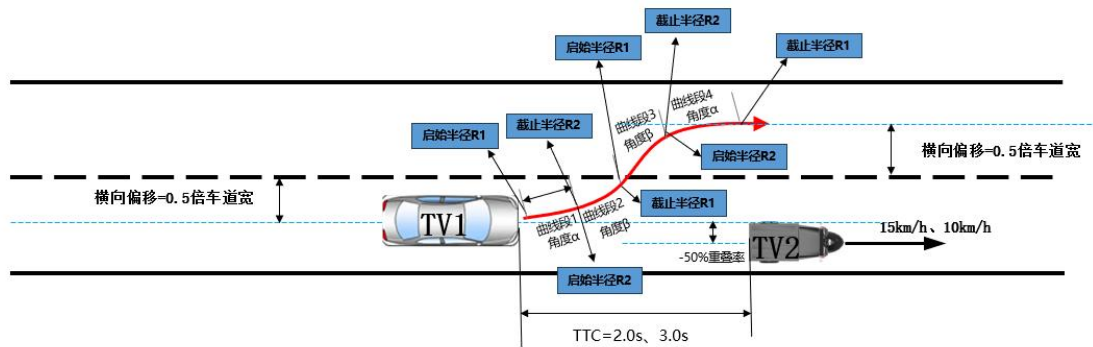 截止半径R2
启始半径R1
截止半径R1
曲线段3
角度β
曲线段4
角度α
启始半径R1
截止半径R2
启始半径R2
横向偏移=0.5倍车道宽
横向偏移=0.5倍车道宽
截止半径R1
TV1
曲线段1
角度α
曲线段2
角度β
TV2
15km/h、10km/h
-50%重叠率
启始半径R2
TTC=2.0s、3.0s